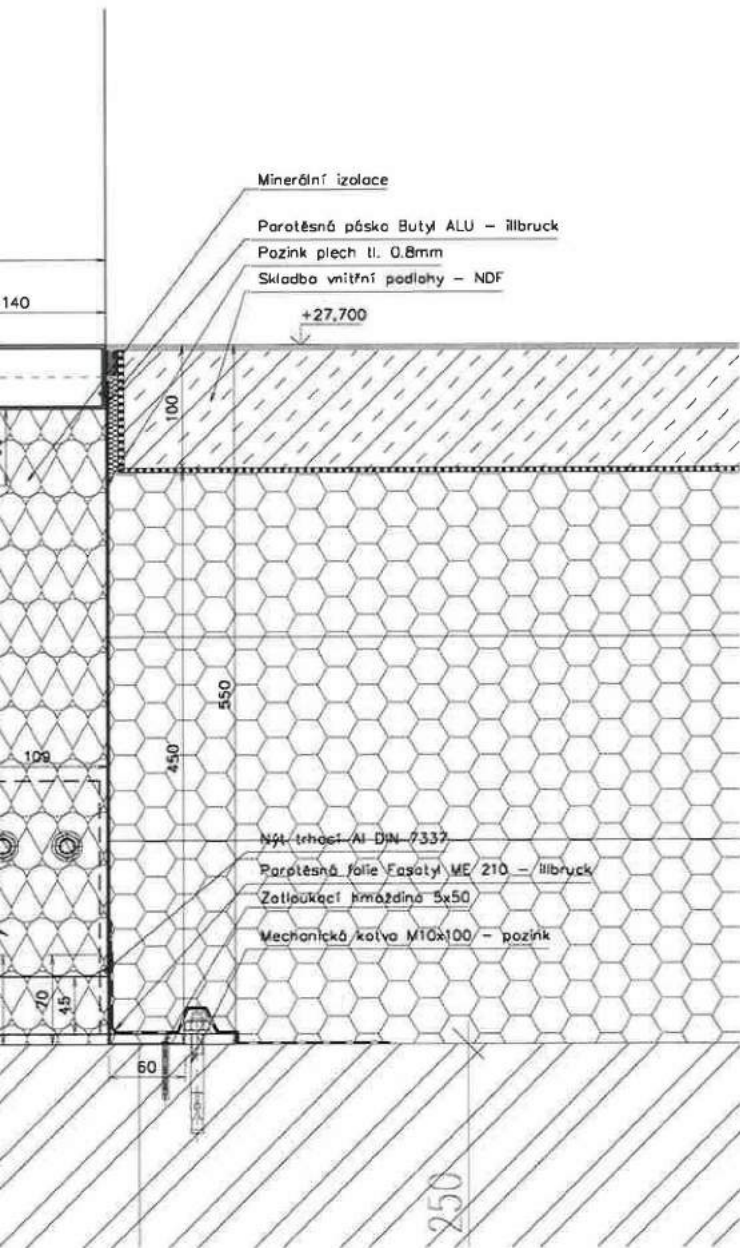 Minerální izolace
Parotěsná páska Butyl ALU – illbruck
Pozink plech tl. 0.8mm
Skladba vnitřní podlahy – NDF
+27,700
140
100
550
450
109
Nýt trhací Al DIN 7337
Parotěsná folie Fasatyl ME 210 – illbruck
Zatloukací hmoždina 5x50
Mechanická kotva M10x100 – pozink
70
45
60
250